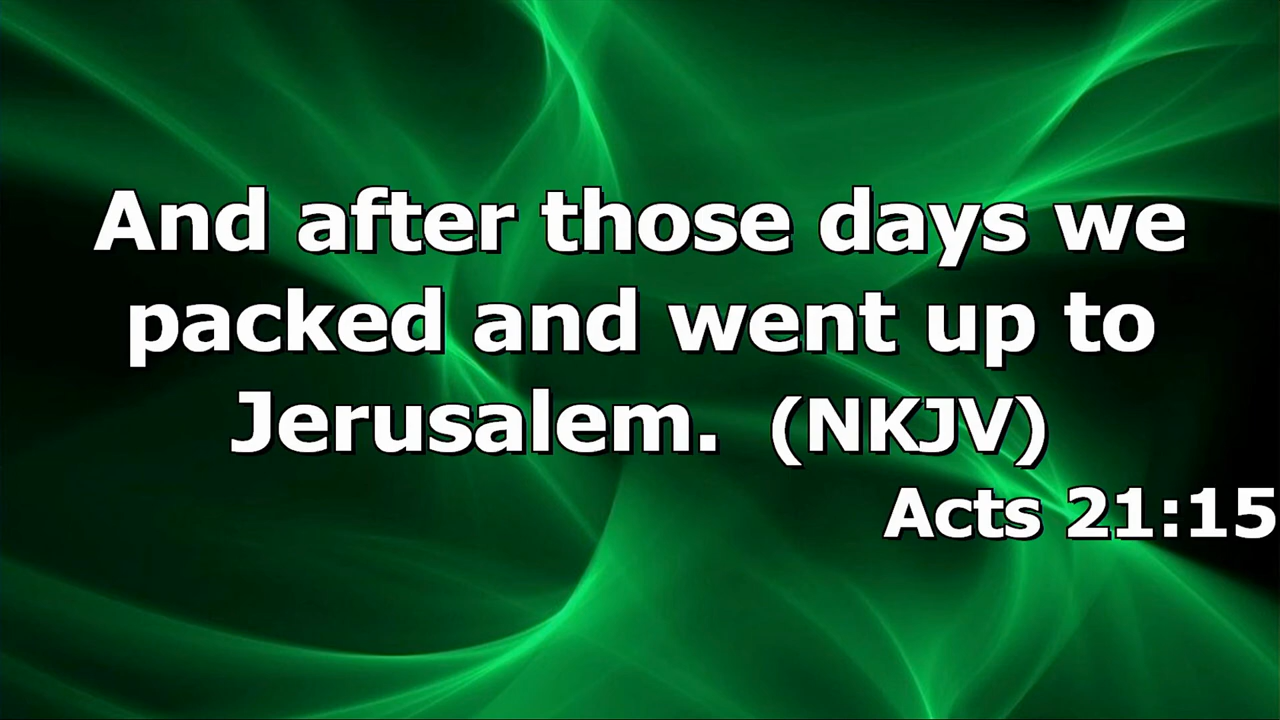 And after those days we
packed and went up to
Jerusalem. (NKJV)
Acts 21:15